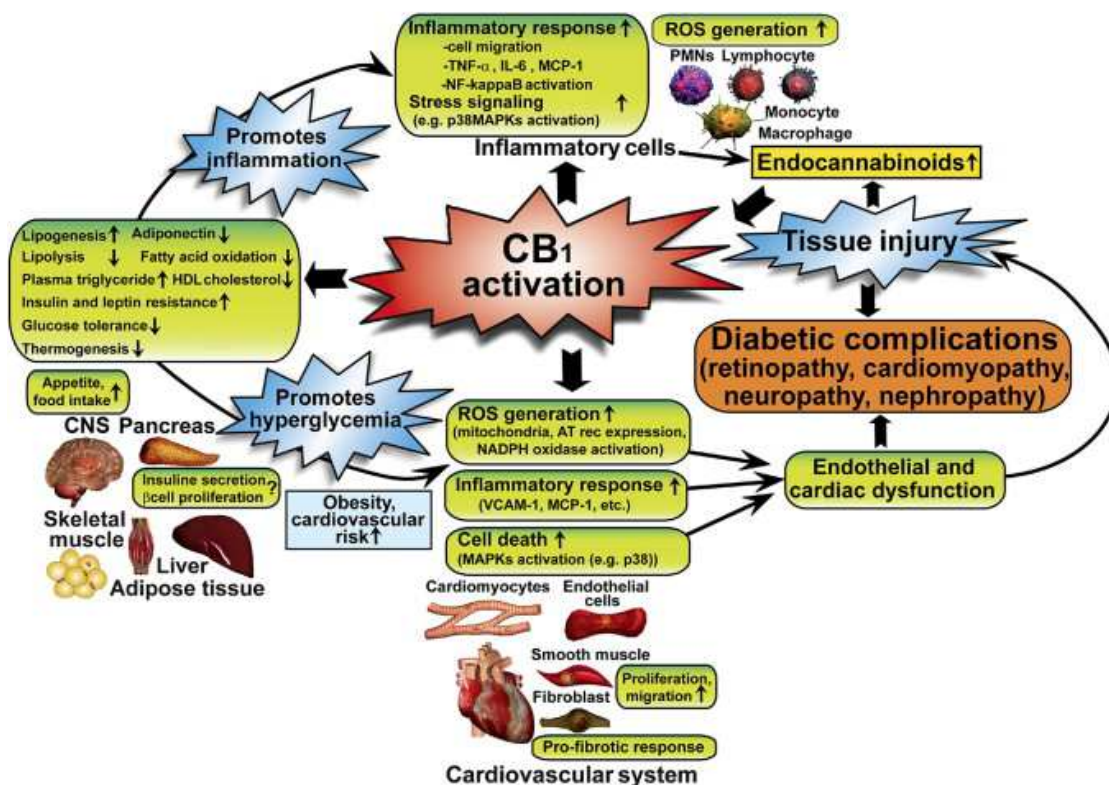 Inflammatory response ↑
-cell migration
-TNF-α , IL-6 , MCP-1
-NF-kappaB activation
Stress signaling ↑
(e.g. p38MAPKs activation)
Inflammatory cells
ROS generation ↑
PMNs Lymphocyte
Monocyte
Macrophage
Endocannabinoids↑
Promotes
inflammation
CB1
activation
Tissue injury
Lipogenesis ↑ Adiponectin ↓
Lipolysis ↓ Fatty acid oxidation ↓
Plasma triglyceride ↑ HDL cholesterol↓
Insulin and leptin resistance ↑
Glucose tolerance↓
Thermogenesis ↓
Diabetic complications
(retinopathy, cardiomyopathy,
neuropathy, nephropathy)
Promotes
hyperglycemia
Appetite,
food intake↑
CNS Pancreas
Insuline secretion
βcell proliferation ?
Skeletal
muscle
Liver
Adipose tissue
Obesity,
cardiovascular
risk↑
ROS generation ↑
(mitochondria, AT rec expression,
NADPH oxidase activation)
Inflammatory response ↑
(VCAM-1, MCP-1, etc.)
Cell death ↑
(MAPKs activation (e.g. p38))
Endothelial and
cardiac dysfunction
Cardiomyocytes
Endothelial
cells
Smooth muscle
Proliferation,
migration ↑
Fibroblast
Pro-fibrotic response
Cardiovascular system